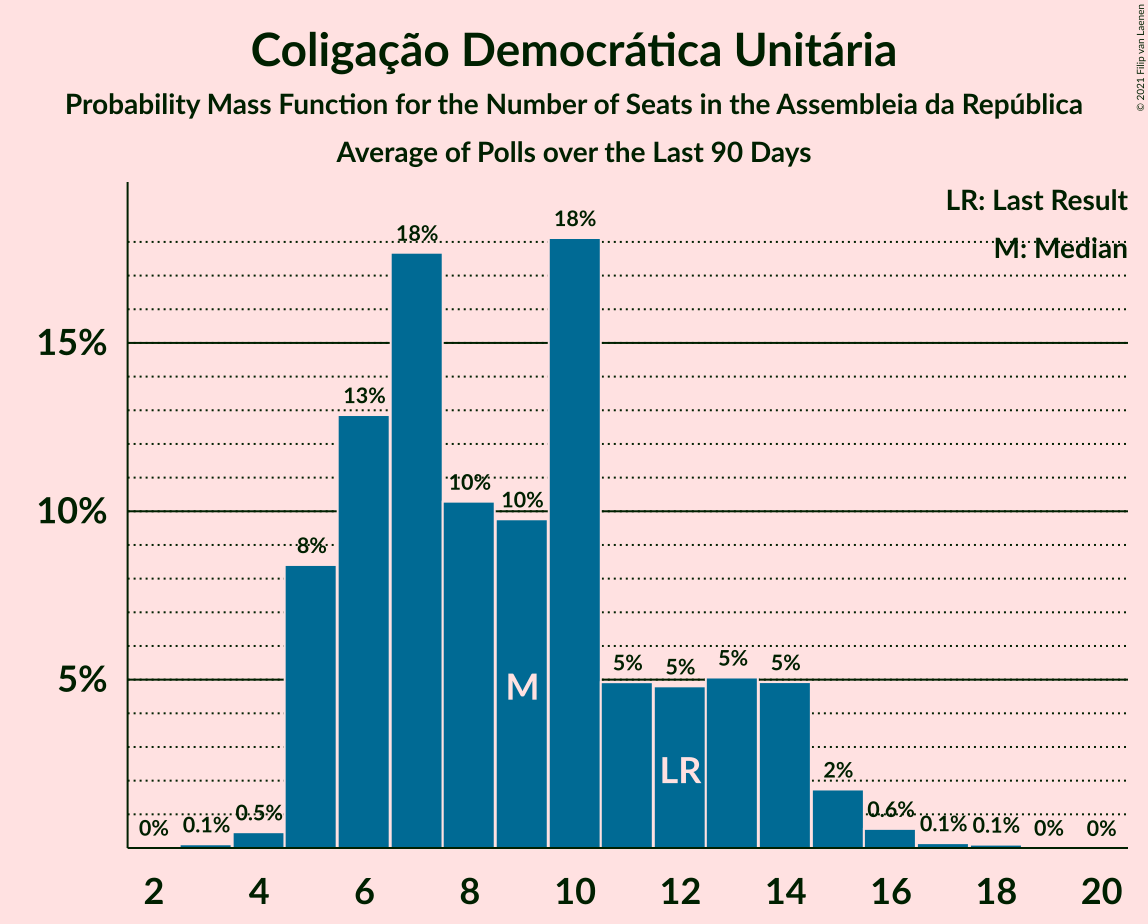 Coligação Democrática Unitária
Probability Mass Function for the Number of Seats in the Assembleia da República
Average of Polls over the Last 90 Days
© 2021 Filip van Laenen
LR: Last Result
M: Median
15%
10%
5%
0%
0.1%
0.5%
8%
13%
18%
10%
10%
18%
5%
5%
5%
5%
2%
0.6%
0.1%
0.1%
0%
0%
M
LR
2 4 6 8 10 12 14 16 18 20